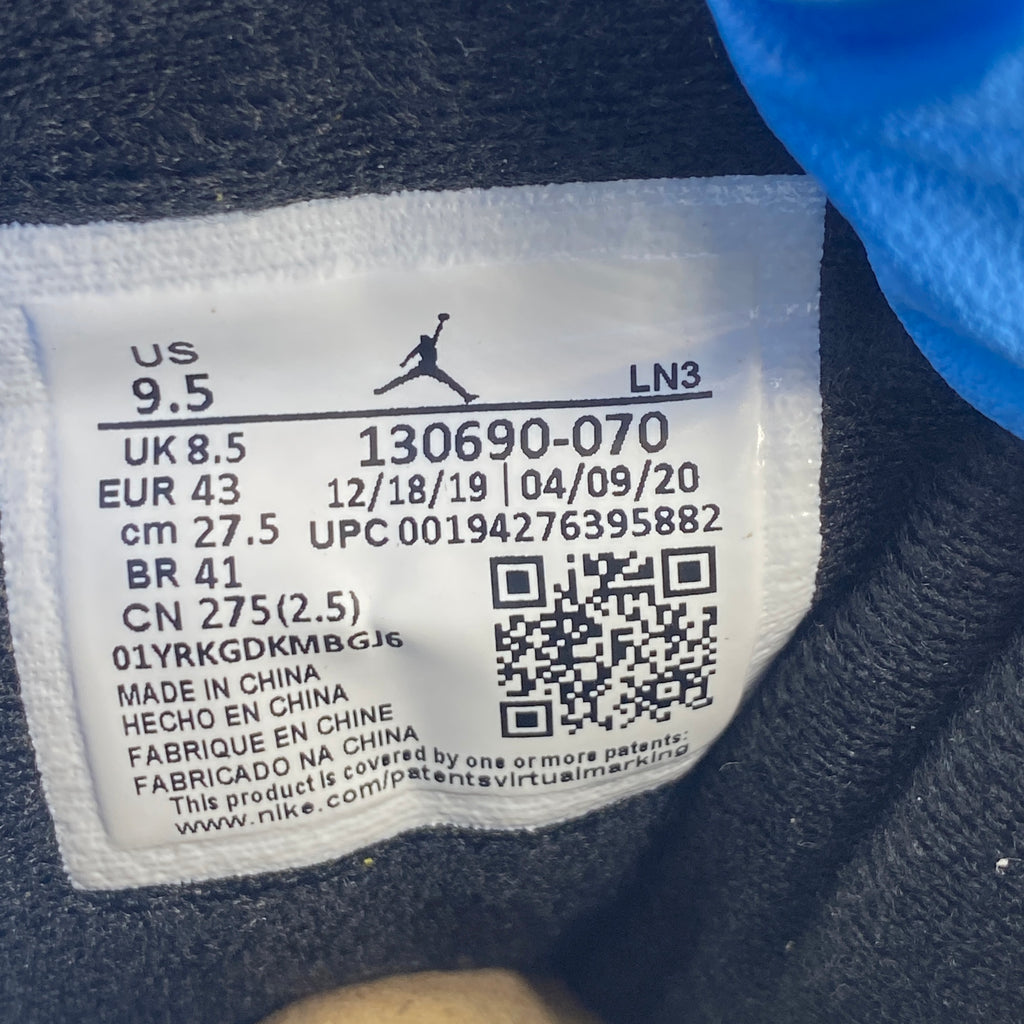 US
9.5
LN3
UK 8.5
130690-070
EUR 43
12/18/19 | 04/09/20
cm 27.5
UPC 00194276395882
BR 41
CN 275(2.5)
01YRKGDKMBGJ6
MADE IN CHINA
HECHO EN CHINA
FABRIQUE EN CHINE
FABRICADO NA CHINA
This product is covered by one or more patents:
www.nike.com/patentsvirtualmarking